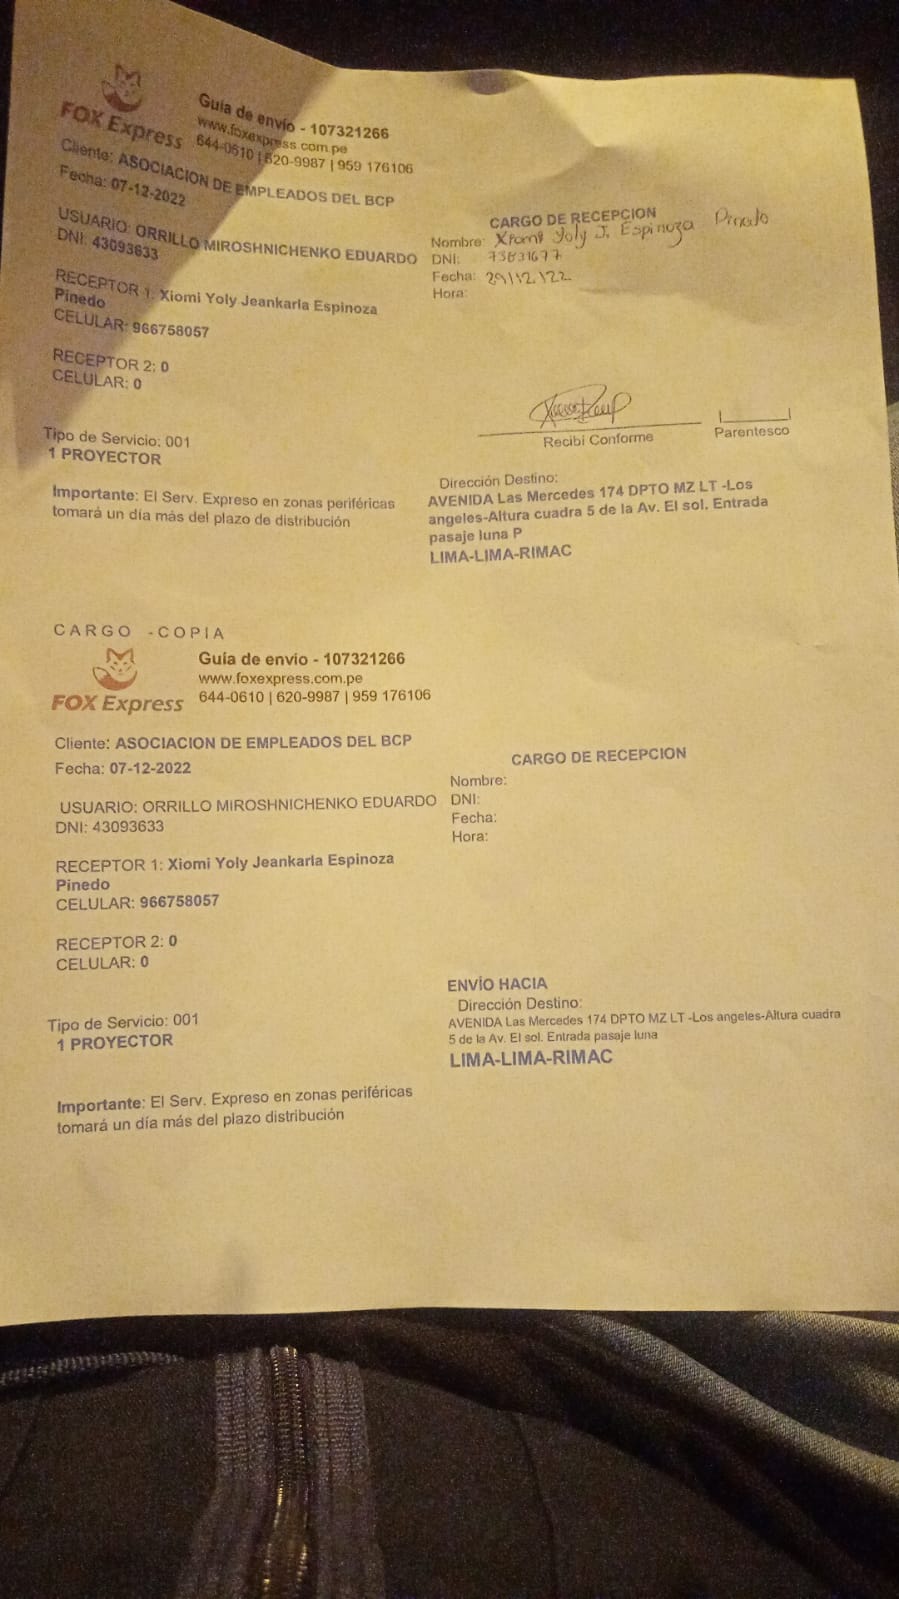 FOX Express
Guía de envío - 107321266
www.foxexpress.com.pe
644-0610 | 620-9987 | 959 176106
Cliente: ASOCIACION DE EMPLEADOS DEL BCP
Fecha: 07-12-2022
USUARIO: ORRILLO MIROSHNICHENKO EDUARDO
DNI: 43093633
RECEPTOR 1: Xiomi Yoly Jeankarla Espinoza
Pinedo
CELULAR: 966758057
RECEPTOR 2: 0
CELULAR: 0
Tipo de Servicio: 001
1 PROYECTOR
Importante: El Serv. Expreso en zonas periféricas
tomará un día más del plazo de distribución
CARGO DE RECEPCION
Nombre: Xiomi Yoly J. Espinoza Pinedo
DNI: 73831677
Fecha: 29/12/22
Hora:
Recibi Conforme
Parentesco
Dirección Destino:
AVENIDA Las Mercedes 174 DPTO MZ LT -Los
angeles-Altura cuadra 5 de la Av. El sol. Entrada
pasaje luna P
LIMA-LIMA-RIMAC
CARGO - COPIA
FOX Express
Guía de envío - 107321266
www.foxexpress.com.pe
644-0610 | 620-9987 | 959 176106
Cliente: ASOCIACION DE EMPLEADOS DEL BCP
Fecha: 07-12-2022
USUARIO: ORRILLO MIROSHNICHENKO EDUARDO
DNI: 43093633
RECEPTOR 1: Xiomi Yoly Jeankarla Espinoza
Pinedo
CELULAR: 966758057
RECEPTOR 2: 0
CELULAR: 0
Tipo de Servicio: 001
1 PROYECTOR
Importante: El Serv. Expreso en zonas periféricas
tomará un día más del plazo distribución
CARGO DE RECEPCION
Nombre:
DNI:
Fecha:
Hora:
ENVÍO HACIA
Dirección Destino:
AVENIDA Las Mercedes 174 DPTO MZ LT -Los angeles-Altura cuadra
5 de la Av. El sol. Entrada pasaje luna
LIMA-LIMA-RIMAC